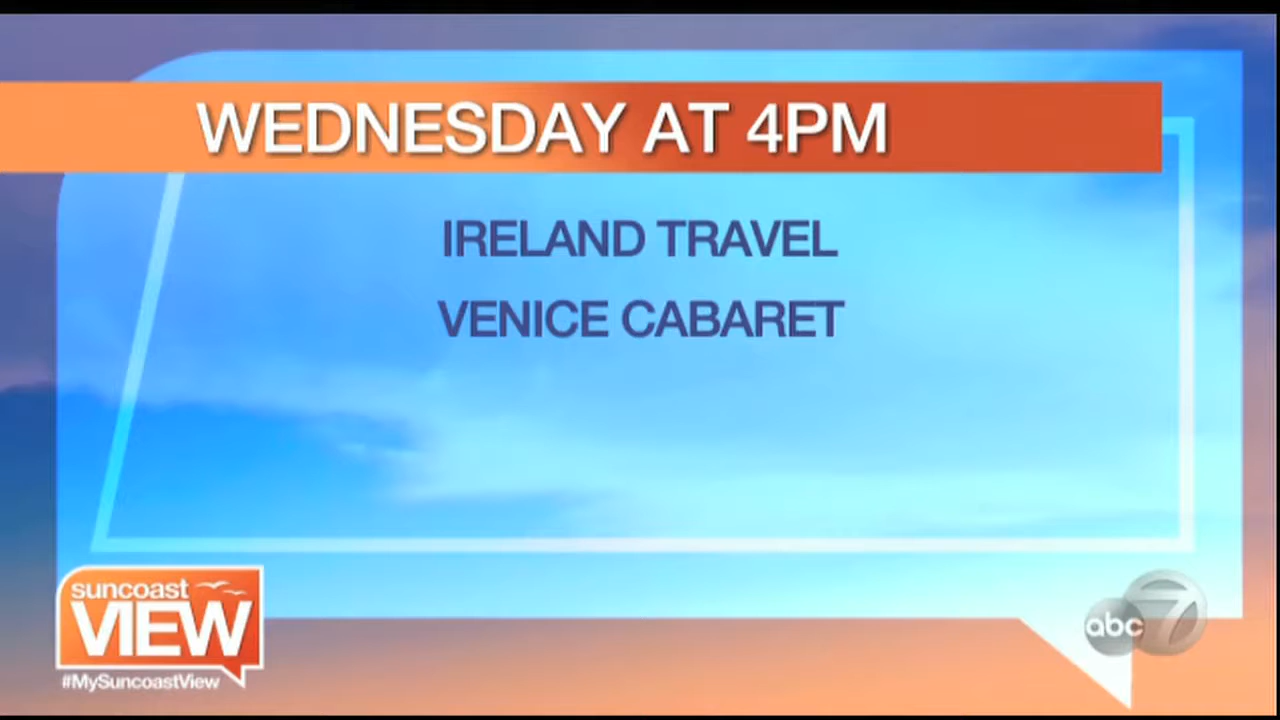 WEDNESDAY AT 4PM
IRELAND TRAVEL
VENICE CABARET
suncoast
VIEW
#MySuncoastView
abc 7